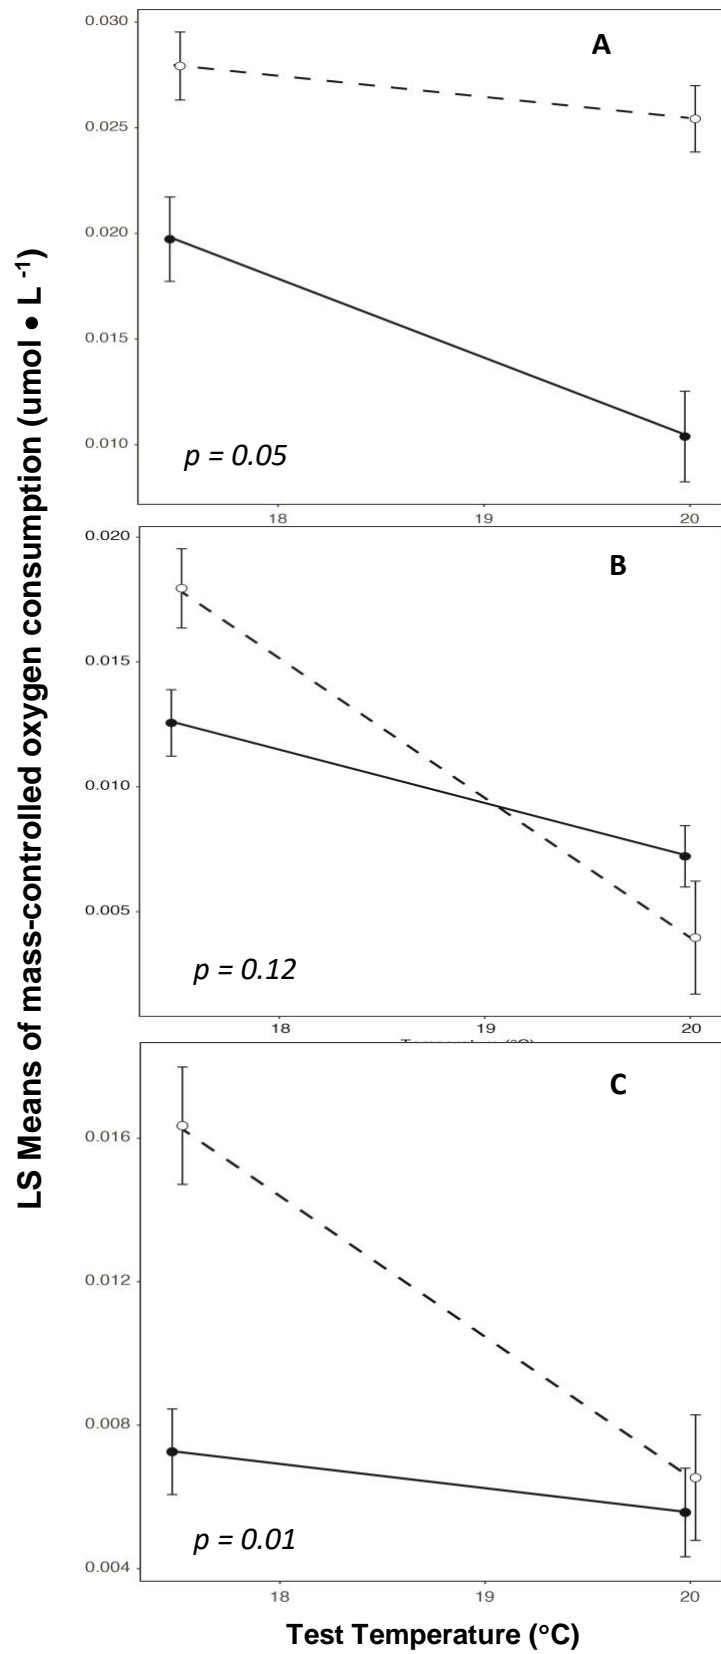 LS Means of mass-controlled oxygen consumption (umol • L -1)
0.030
A
0.025
0.020
0.015
0.010
p = 0.05
18 19 20
0.020
B
0.015
0.010
0.005
p = 0.12
18 19 20
C
0.016
0.012
0.008
p = 0.01
0.004
18 19 20
Test Temperature (°C)